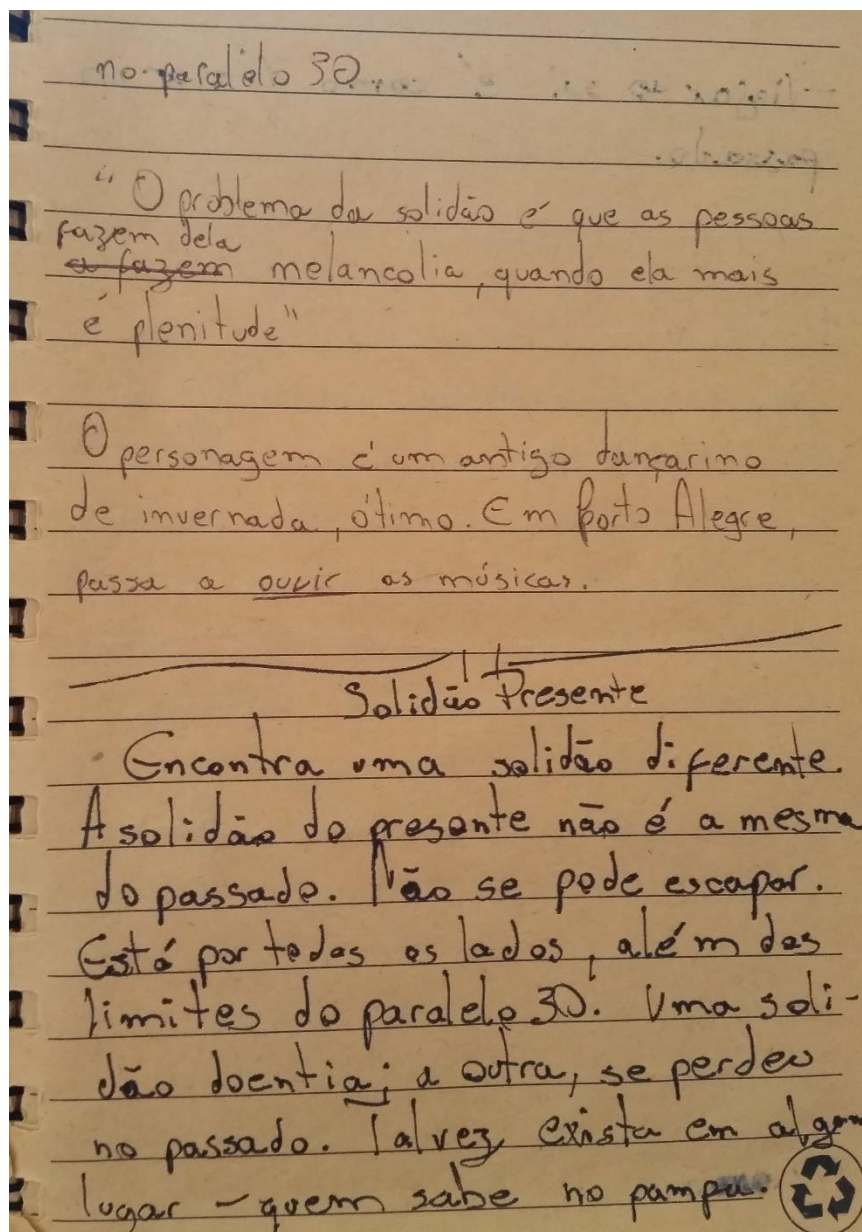 no paralelo 30
"O problema da solidão é que as pessoas
fazem dela
a fazem melancolia, quando ela mais
é plenitude"
O personagem é um antigo dançarino
de invernada, ótimo. Em Porto Alegre,
passa a ouvir as músicas.
Solidão Presente
Encontra uma solidão diferente.
A solidão do presente não é a mesma
do passado. Não se pode escapar.
Está por todos os lados, além dos
limites do paralelo 30. Uma soli-
dão doentia; a outra, se perdeu
no passado. Talvez exista em algum
lugar - quem sabe no pampa.